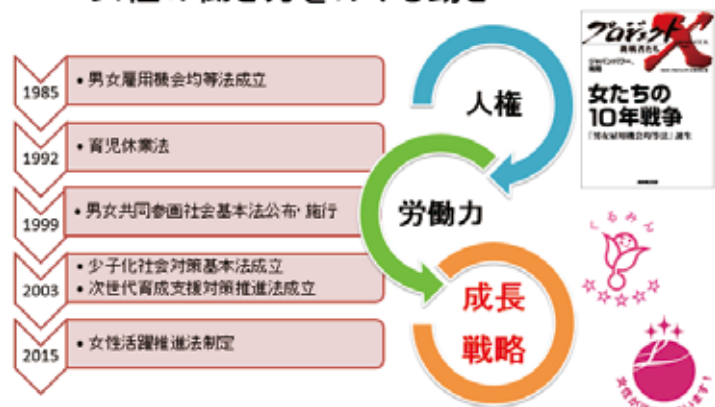 1985
・男女雇用機会均等法成立
1992
・育児休業法
1999
・男女共同参画社会基本法公布・施行
2003
・少子化社会対策基本法成立
・次世代育成支援対策推進法成立
2015
・女性活躍推進法制定
人権
労働力
成長
戦略
プロジェクトX
挑戦者たち
女たちの
10年戦争
「男女雇用機会均等法」誕生
くるみん